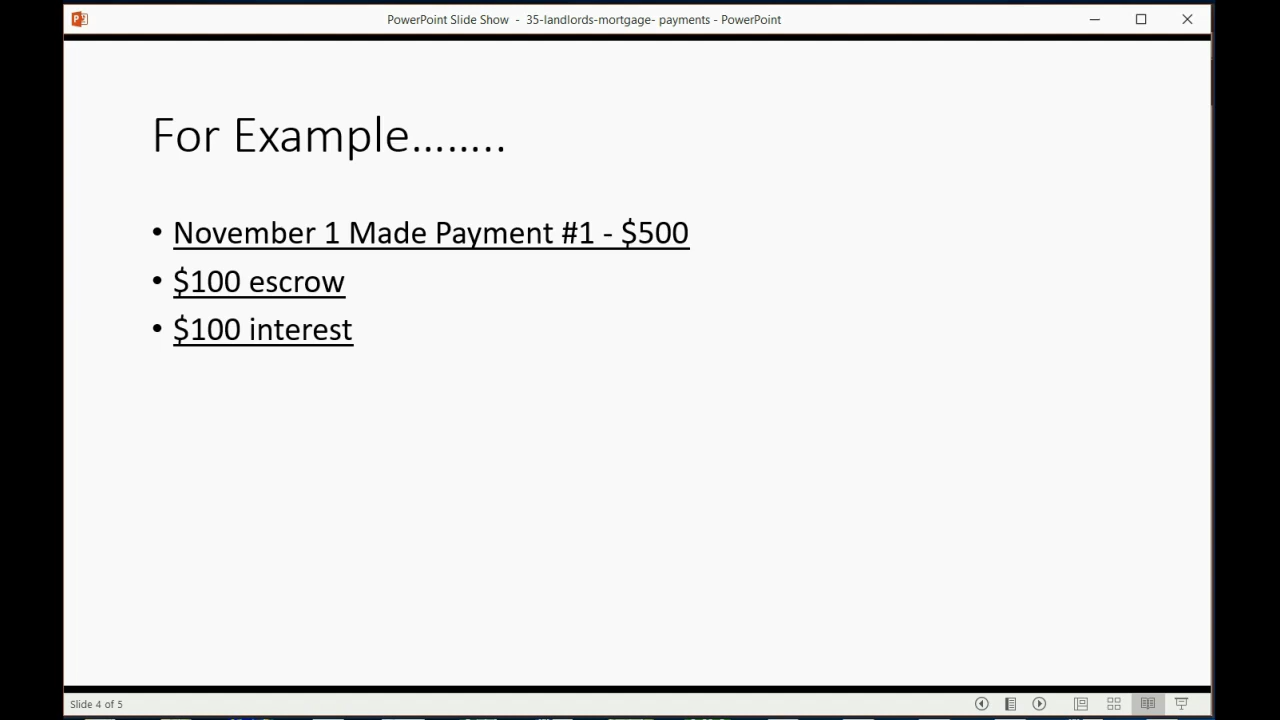 PowerPoint Slide Show - 35-landlords-mortgage- payments - PowerPoint
For Example........
• November 1 Made Payment #1 - $500
• $100 escrow
• $100 interest
Slide 4 of 5